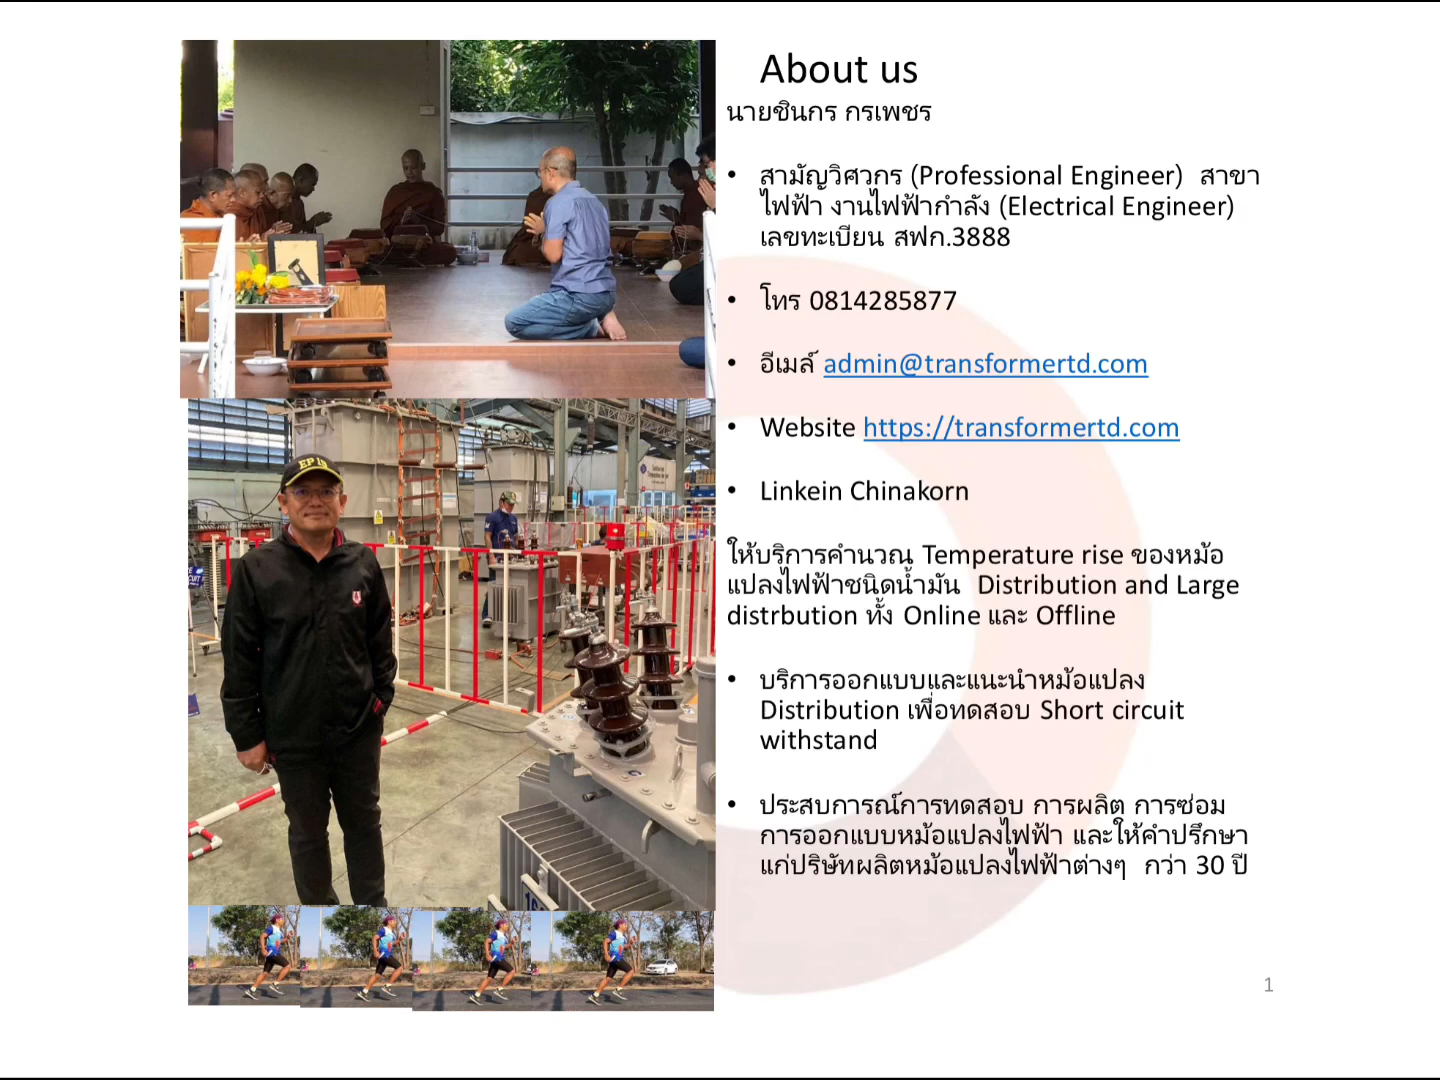 About us
นายชินกร กรเพชร
• สามัญวิศวกร (Professional Engineer) สาขา
ไฟฟ้า งานไฟฟ้ากำลัง (Electrical Engineer)
เลขทะเบียน สฟก.3888
• โทร 0814285877
• อีเมล์ admin@transformertd.com
• Website https://transformertd.com
• Linkein Chinakorn
ให้บริการคำนวณ Temperature rise ของหม้อ
แปลงไฟฟ้าชนิดน้ำมัน Distribution and Large
distrbution ทั้ง Online และ Offline
• บริการออกแบบและแนะนำหม้อแปลง
Distribution เพื่อทดสอบ Short circuit
withstand
• ประสบการณ์การทดสอบ การผลิต การซ่อม
การออกแบบหม้อแปลงไฟฟ้า และให้คำปรึกษา
แก่ปริษัทผลิตหม้อแปลงไฟฟ้าต่างๆ กว่า 30 ปี
1